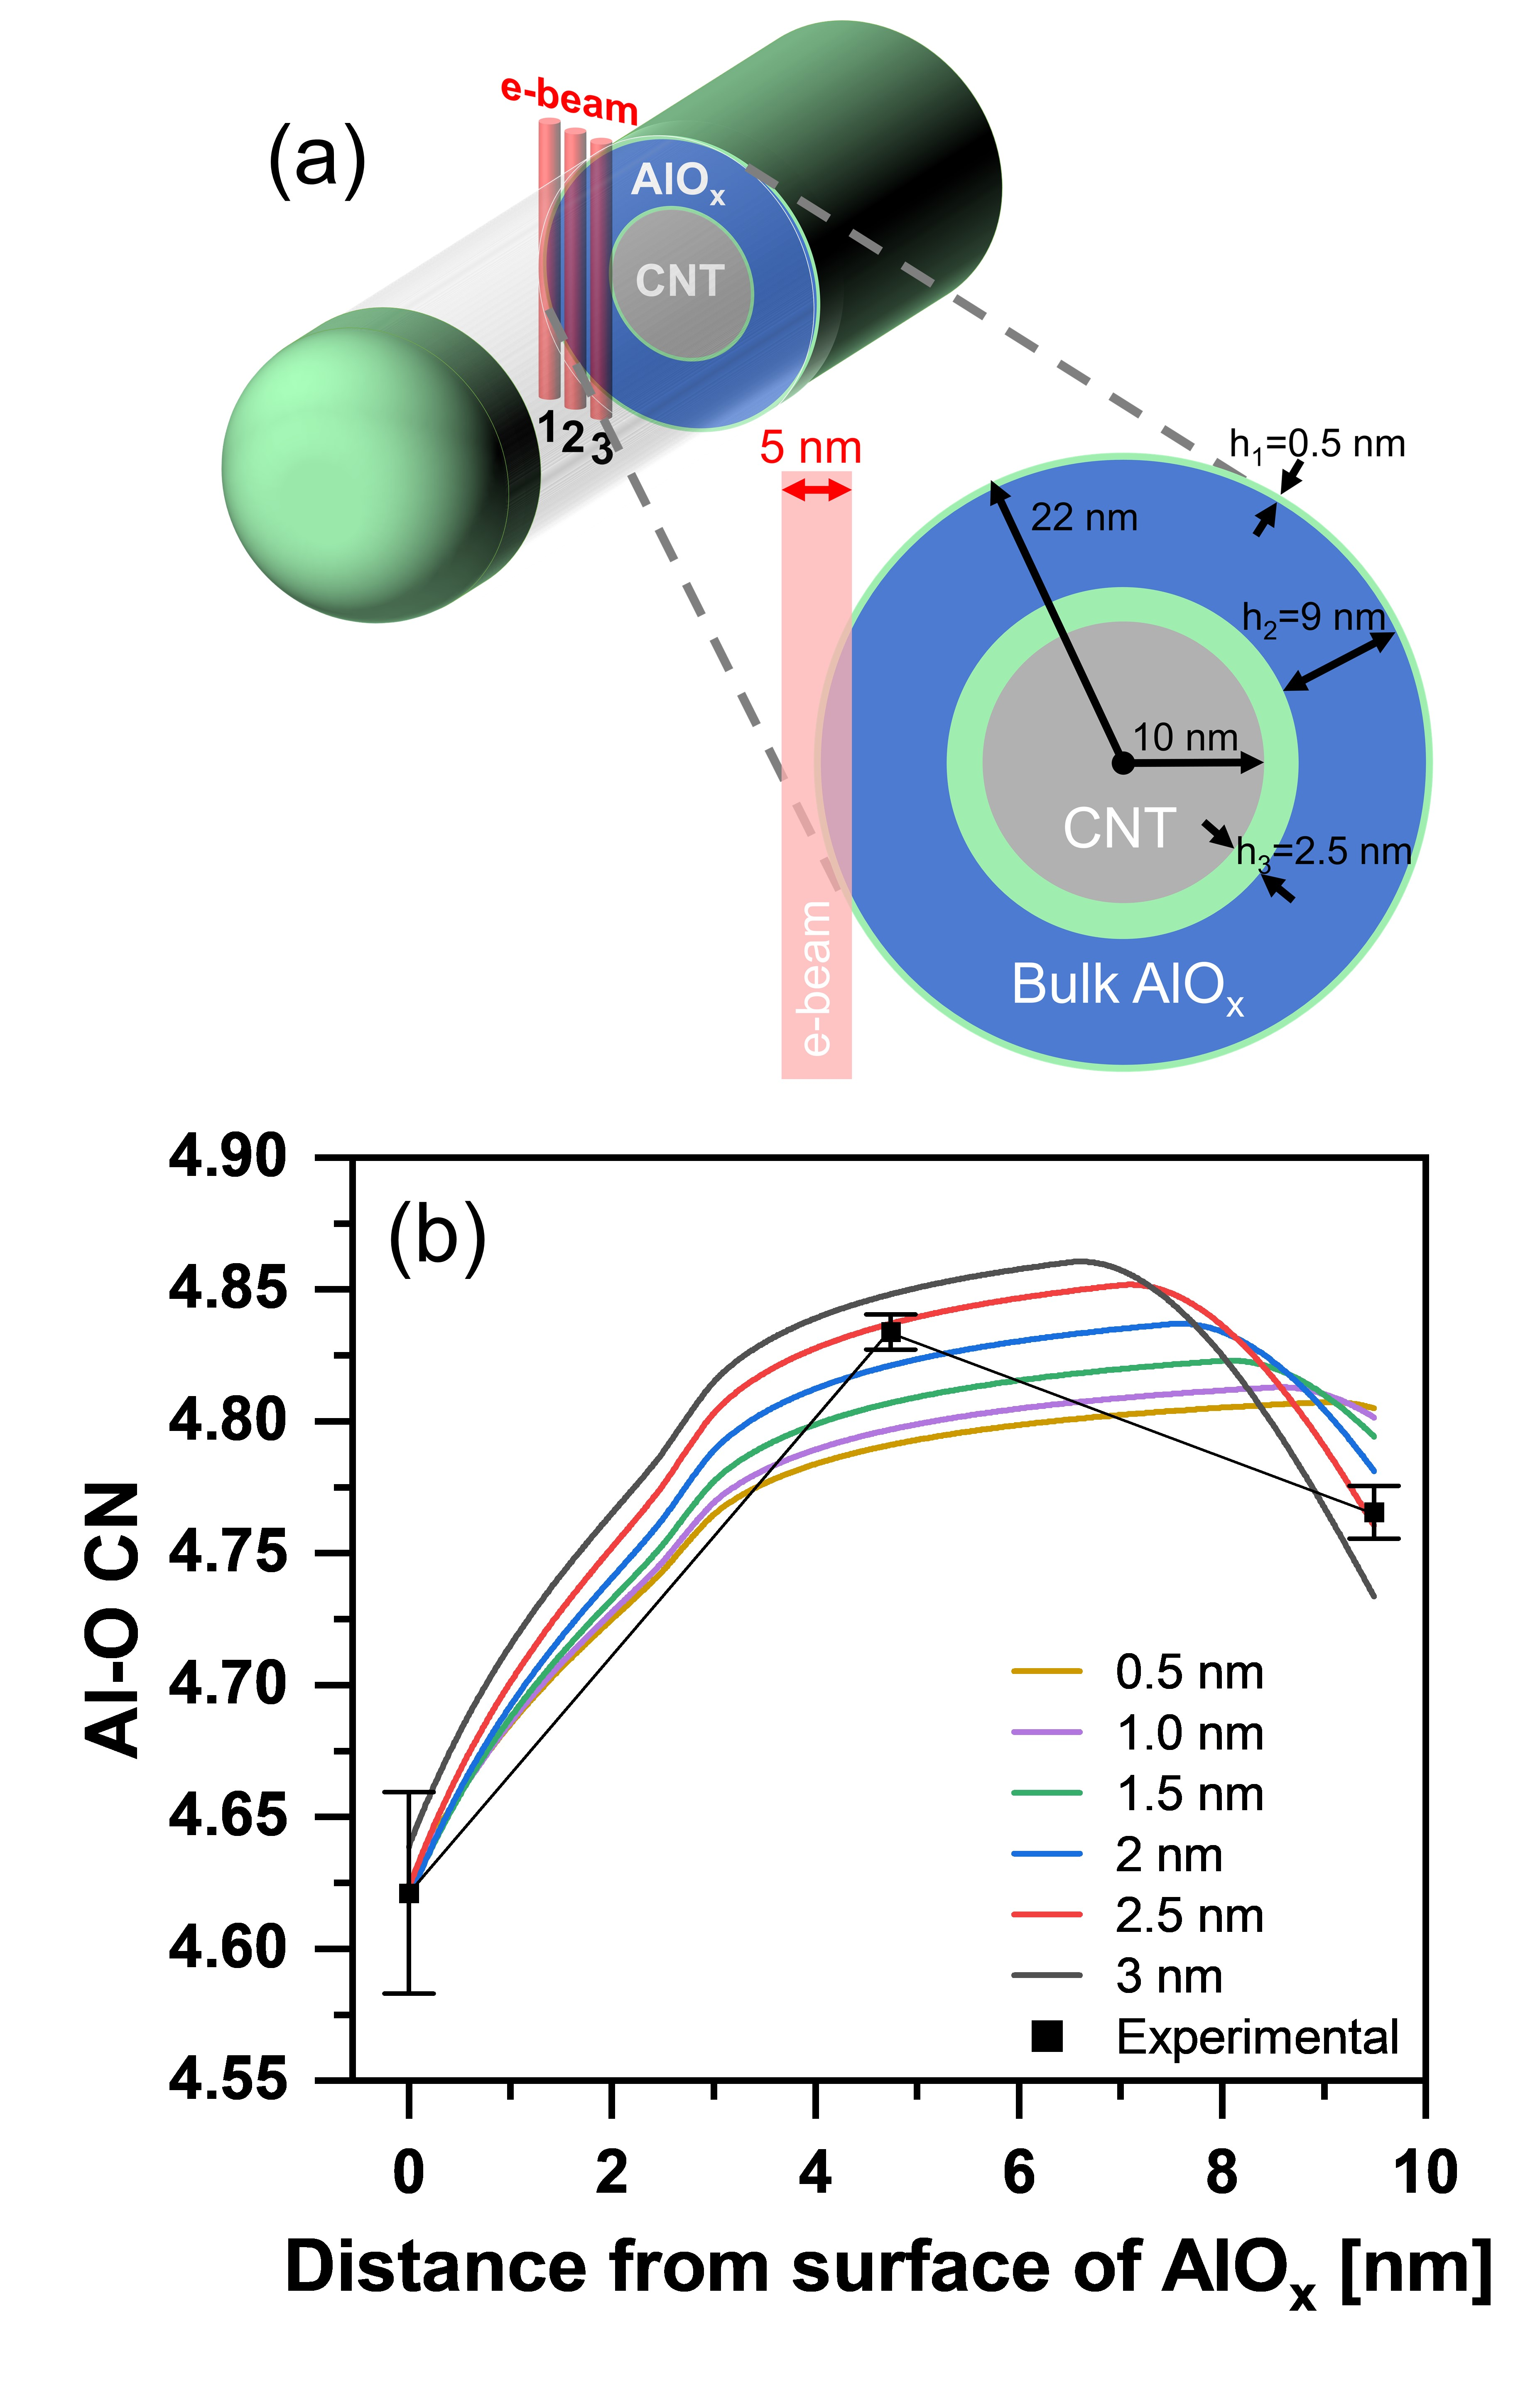 (a)
e-beam
AlOₓ
CNT
1
2
3
5 nm
h₁=0.5 nm
22 nm
h₂=9 nm
10 nm
CNT
h₃=2.5 nm
e-beam
Bulk AlOₓ
(b)
4.90
4.85
4.80
4.75
4.70
4.65
4.60
4.55
Al-O CN
0.5 nm
1.0 nm
1.5 nm
2 nm
2.5 nm
3 nm
Experimental
0 2 4 6 8 10
Distance from surface of AlOₓ [nm]